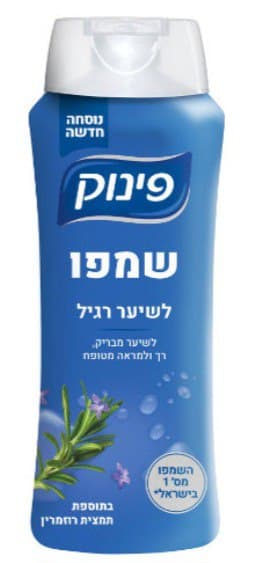 נוסחה
חדשה
פינוק
שמפו
לשיער רגיל
לשיער מבריק,
רך ולמראה מטופח
השמפו
מס' 1
בישראל*
בתוספת
תמצית רוזמרין